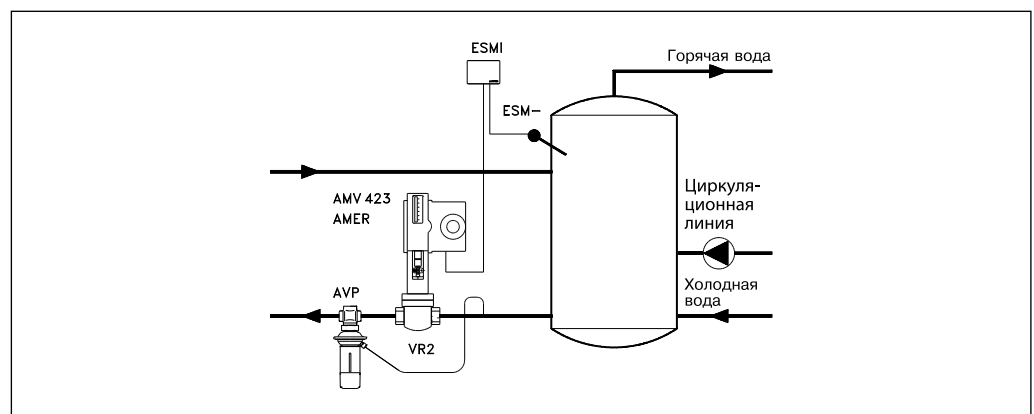 ESMI
Горячая вода
ESM-
AMV 423
AMER
Циркуля-
ционная
линия
AVP
Холодная
вода
VR2